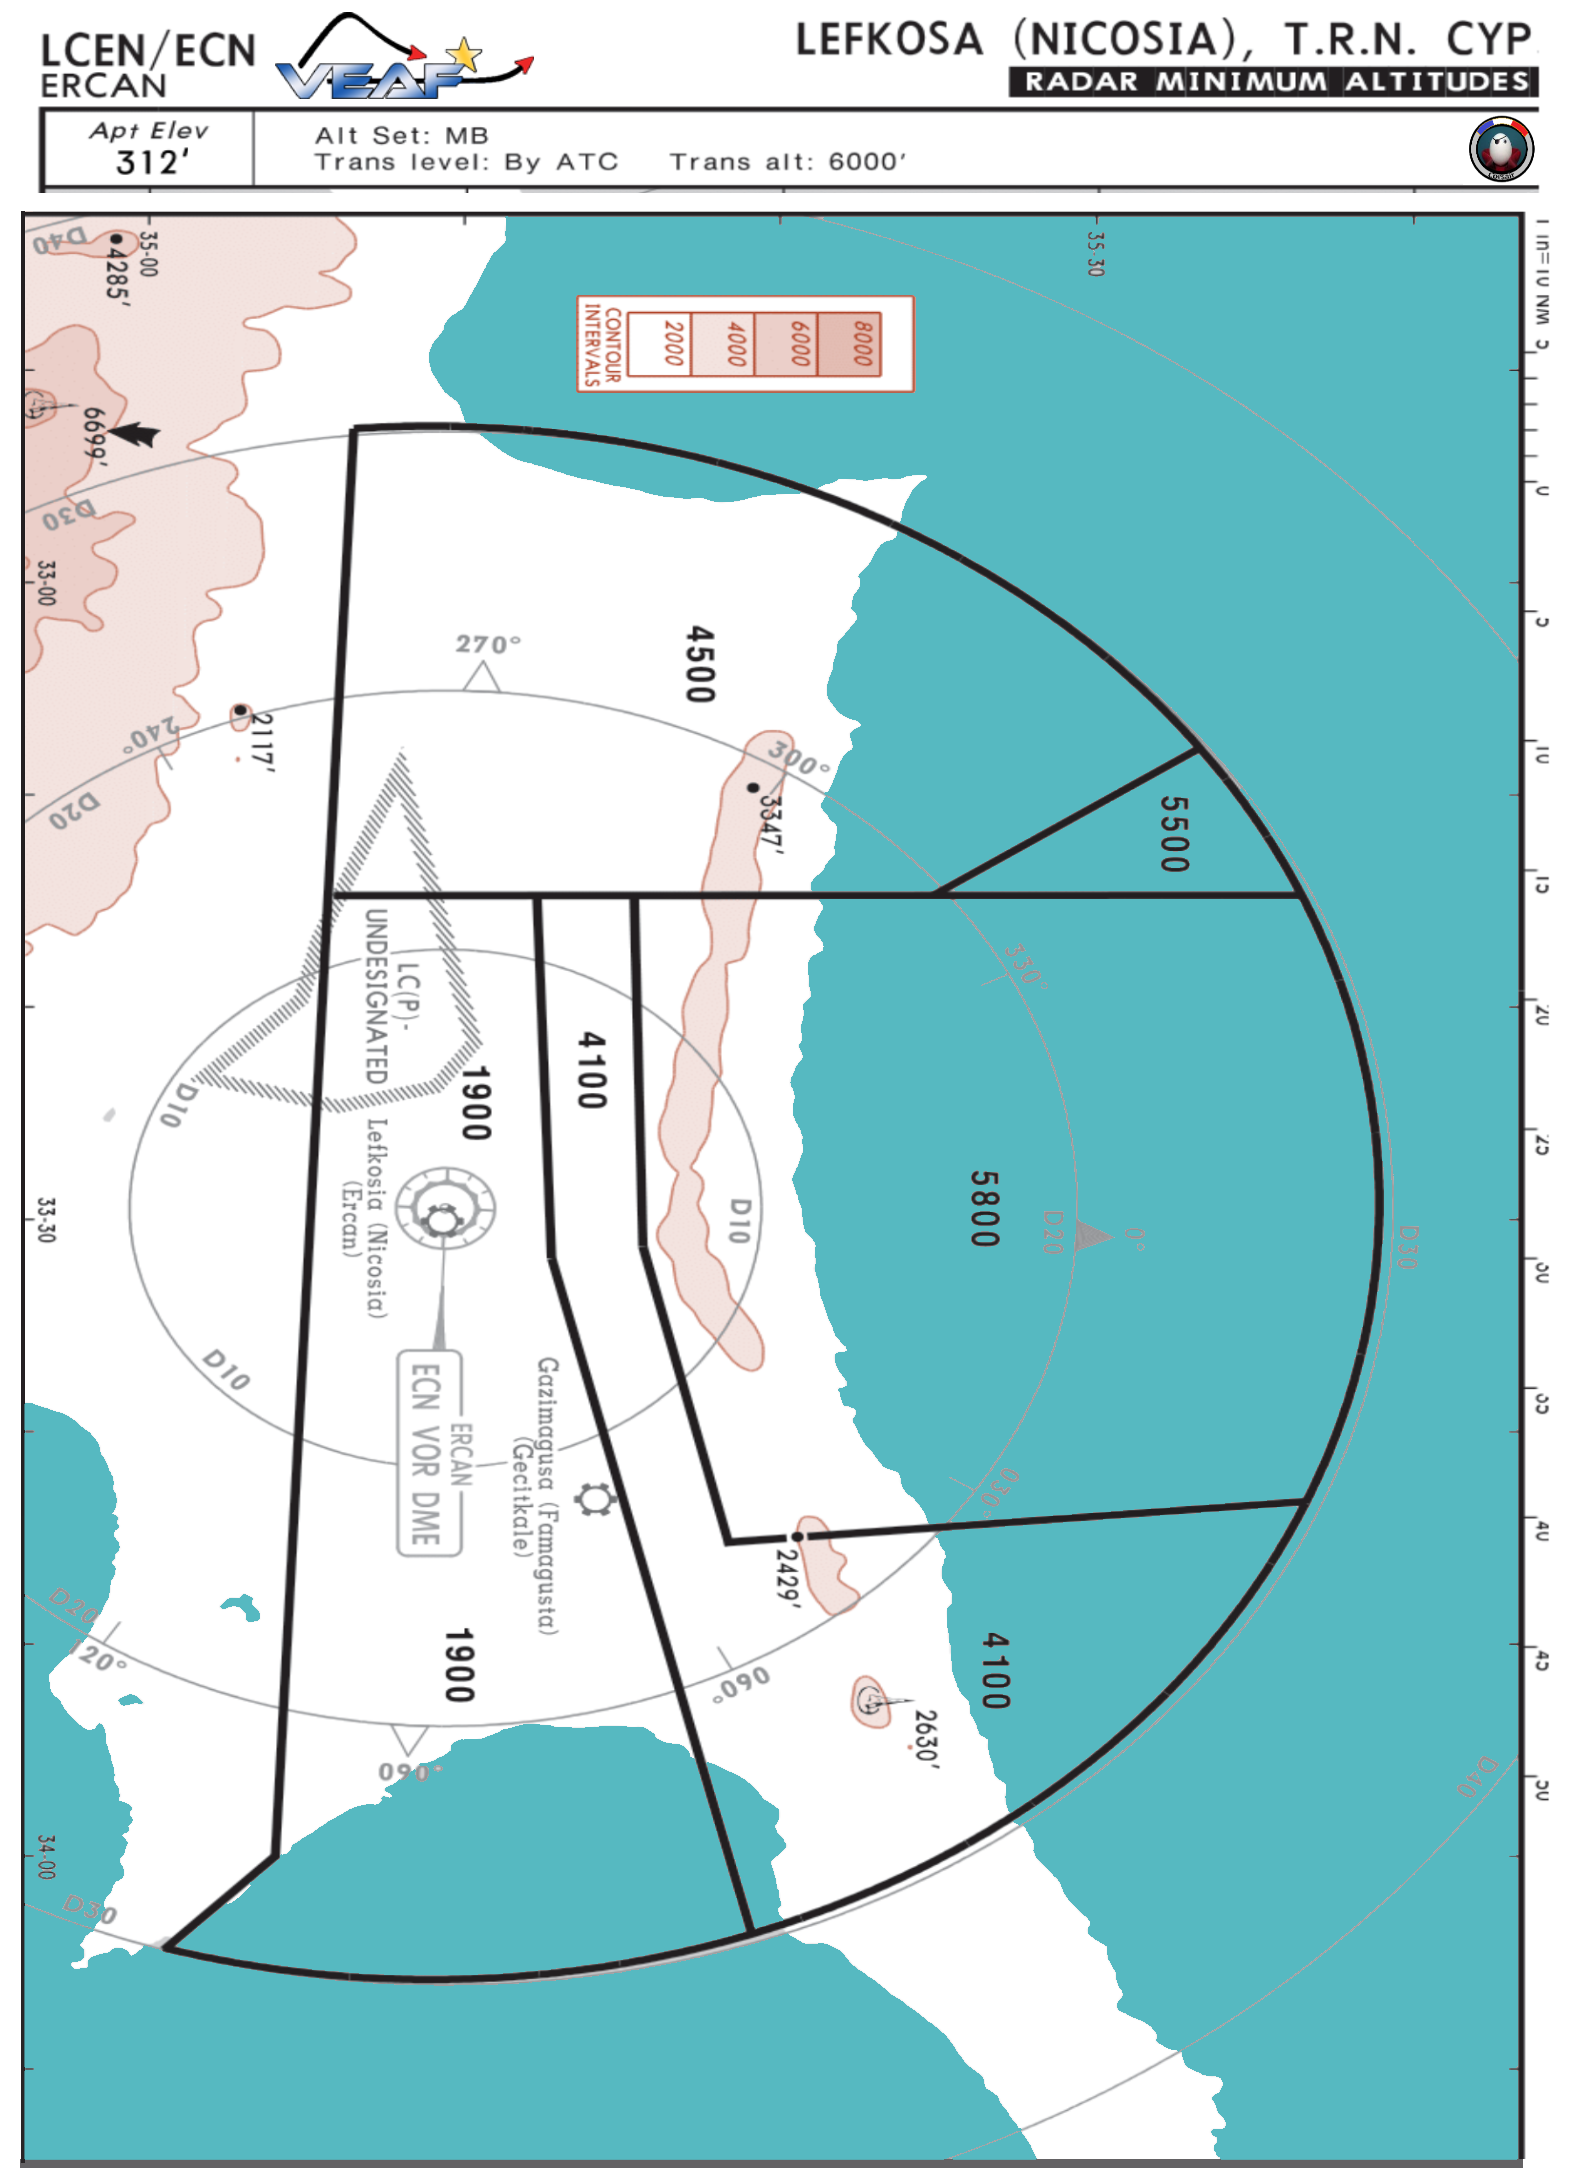 LCEN/ECN
ERCAN
VEAF
LEFKOSA (NICOSIA), T.R.N. CYP
RADAR MINIMUM ALTITUDES
Apt Elev
312'
Alt Set: MB
Trans level: By ATC Trans alt: 6000'
D40
4285'
35-00
35-30
CONTOUR
INTERVALS
2000
4000
6000
8000
6699'
D30
33-00
270°
4500
2117'
240°
D20
300°
3347'
5500
LC(P)-
UNDESIGNATED
330°
4100
1900
D10
Lefkosia (Nicosia)
(Ercan)
D10
5800
D20
0°
D30
33-30
D10
ERCAN
ECN VOR DME
Gazimagusa (Famagusta)
(Gecitkale)
030°
2429'
D20
120°
1900
060°
4100
2630'
090°
D40
34-00
D30
5
0
5
10
15
20
25
30
35
40
45
50